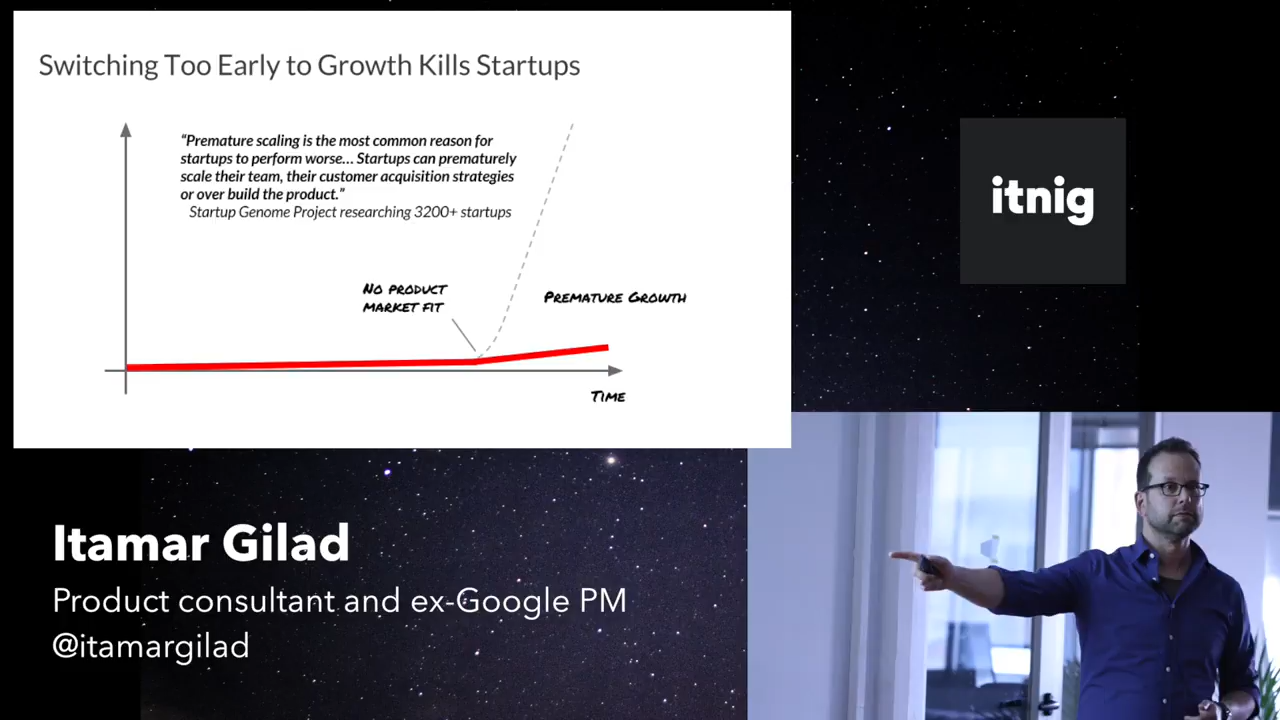 Switching Too Early to Growth Kills Startups
“Premature scaling is the most common reason for
startups to perform worse... Startups can prematurely
scale their team, their customer acquisition strategies
or over build the product.”
Startup Genome Project researching 3200+ startups
No product
market fit
Premature Growth
Time
itnig
Itamar Gilad
Product consultant and ex-Google PM
@itamargilad